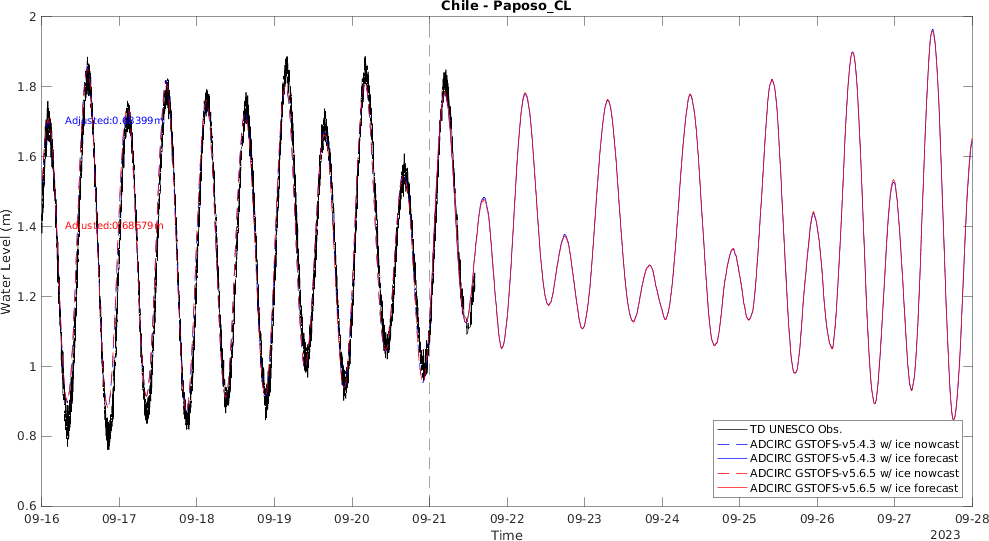 Chile - Paposo_CL
Water Level (m)
2
1.8
1.6
1.4
1.2
1
0.8
0.6
Adjusted:0.68399m
Adjusted:0.68679m
TD UNESCO Obs.
ADCIRC GSTOFS-v5.4.3 w/ ice nowcast
ADCIRC GSTOFS-v5.4.3 w/ ice forecast
ADCIRC GSTOFS-v5.6.5 w/ ice nowcast
ADCIRC GSTOFS-v5.6.5 w/ ice forecast
09-16 09-17 09-18 09-19 09-20 09-21 09-22 09-23 09-24 09-25 09-26 09-27 09-28
Time
2023